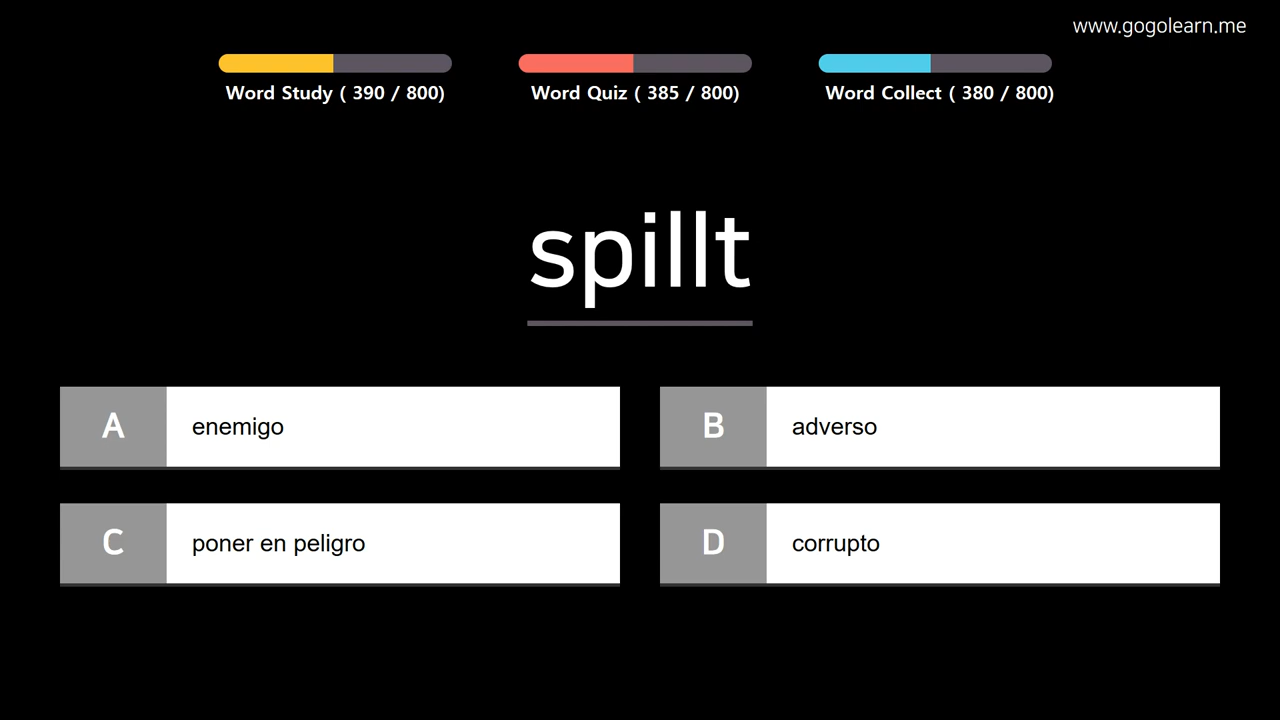 www.gogolearn.me
Word Study ( 390 / 800)
Word Quiz ( 385 / 800)
Word Collect ( 380 / 800)
spillt
A enemigo
B adverso
C poner en peligro
D corrupto